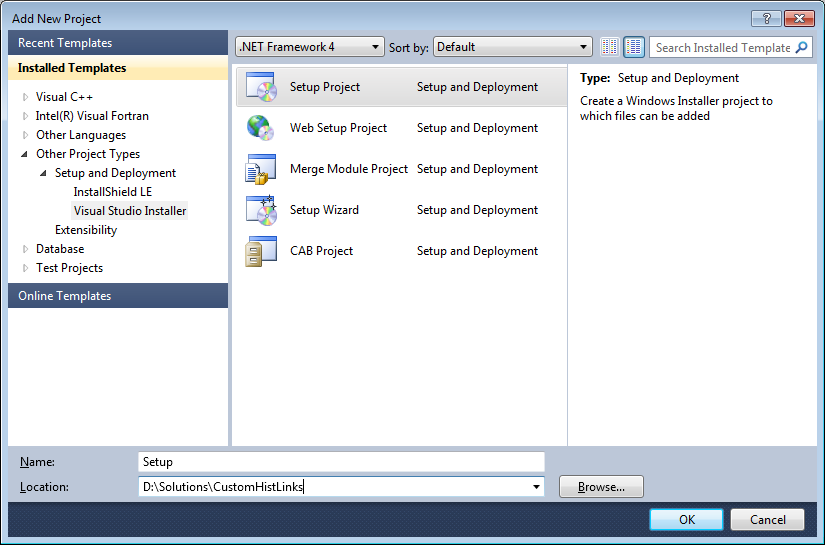 Add New Project
Recent Templates
Installed Templates
Visual C++
Intel(R) Visual Fortran
Other Languages
Other Project Types
Setup and Deployment
InstallShield LE
Visual Studio Installer
Extensibility
Database
Test Projects
Online Templates
.NET Framework 4
Sort by: Default
Search Installed Template
Setup Project Setup and Deployment
Web Setup Project Setup and Deployment
Merge Module Project Setup and Deployment
Setup Wizard Setup and Deployment
CAB Project Setup and Deployment
Type: Setup and Deployment
Create a Windows Installer project to
which files can be added
Name: Setup
Location: D:\Solutions\CustomHistLinks
Browse...
OK Cancel